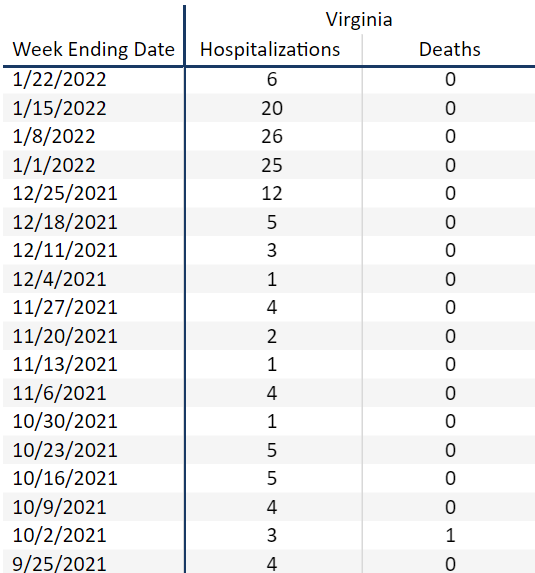 Virginia
Week Ending Date Hospitalizations Deaths
1/22/2022 6 0
1/15/2022 20 0
1/8/2022 26 0
1/1/2022 25 0
12/25/2021 12 0
12/18/2021 5 0
12/11/2021 3 0
12/4/2021 1 0
11/27/2021 4 0
11/20/2021 2 0
11/13/2021 1 0
11/6/2021 4 0
10/30/2021 1 0
10/23/2021 5 0
10/16/2021 5 0
10/9/2021 4 0
10/2/2021 3 1
9/25/2021 4 0